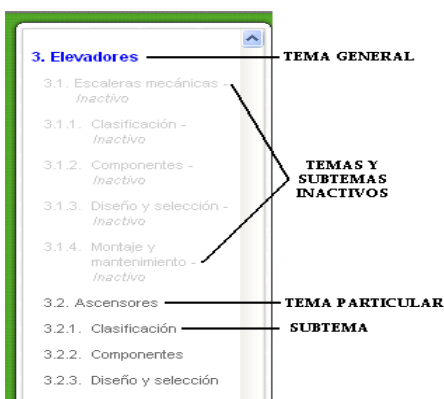 3. Elevadores
TEMA GENERAL
3.1. Escaleras mecánicas -
Inactivo
3.1.1. Clasificación -
Inactivo
3.1.2. Componentes -
Inactivo
3.1.3. Diseño y selección -
Inactivo
3.1.4. Montaje y
mantenimiento -
Inactivo
TEMAS Y
SUBTEMAS
INACTIVOS
3.2. Ascensores
TEMA PARTICULAR
3.2.1. Clasificación
SUBTEMA
3.2.2. Componentes
3.2.3. Diseño y selección